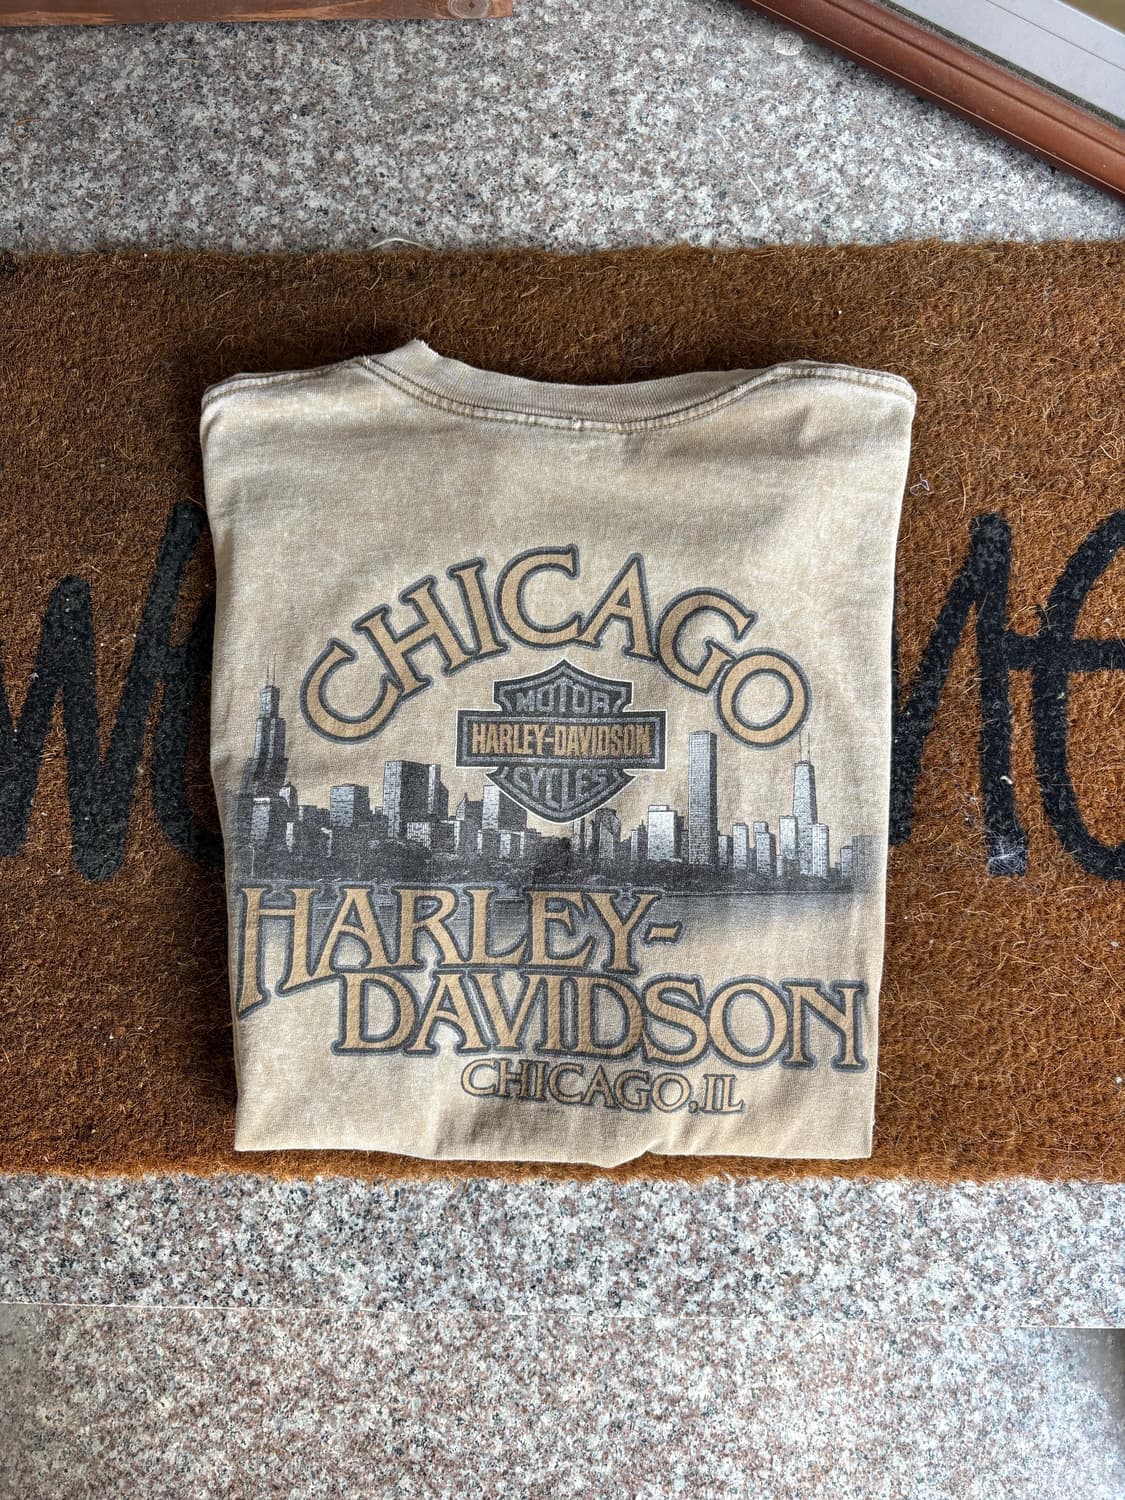 CHICAGO
MOTOR
HARLEY-DAVIDSON
CYCLES
HARLEY-
DAVIDSON
CHICAGO, IL